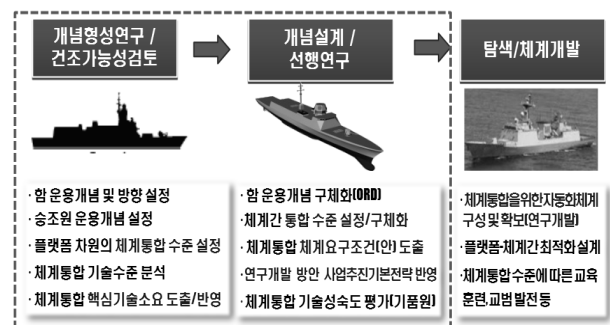 개념형성연구 /
건조가능성검토
개념설계 /
선행연구
탐색/체계개발
· 함 운용개념 및 방향 설정
· 승조원 운용개념 설정
· 플랫폼 차원의 체계통합 수준 설정
· 체계통합 기술수준 분석
· 체계통합 핵심기술소요 도출/반영
· 함 운용개념 구체화(ORD)
· 체계간 통합 수준 설정/구체화
· 체계통합 체계요구조건(안) 도출
· 연구개발 방안 사업추진기본전략 반영
· 체계통합 기술성숙도 평가(기품원)
· 체계통합을위한자동화체계
구성 및 확보(연구개발)
· 플랫폼-체계간 최적화 설계
· 체계통합 수준에 따른 교육
훈련,교범 발전 등